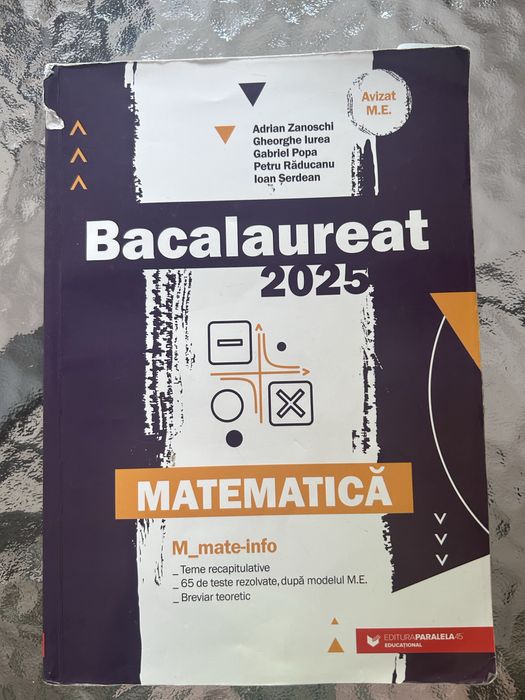 Adrian Zanoschi
Gheorghe Iurea
Gabriel Popa
Petru Răducanu
Ioan Șerdean
Avizat
M.E.
Bacalaureat
2025
MATEMATICĂ
M_mate-info
_ Teme recapitulative
_ 65 de teste rezolvate, după modelul M.E.
_ Breviar teoretic
EDITURA PARALELA 45
EDUCAȚIONAL